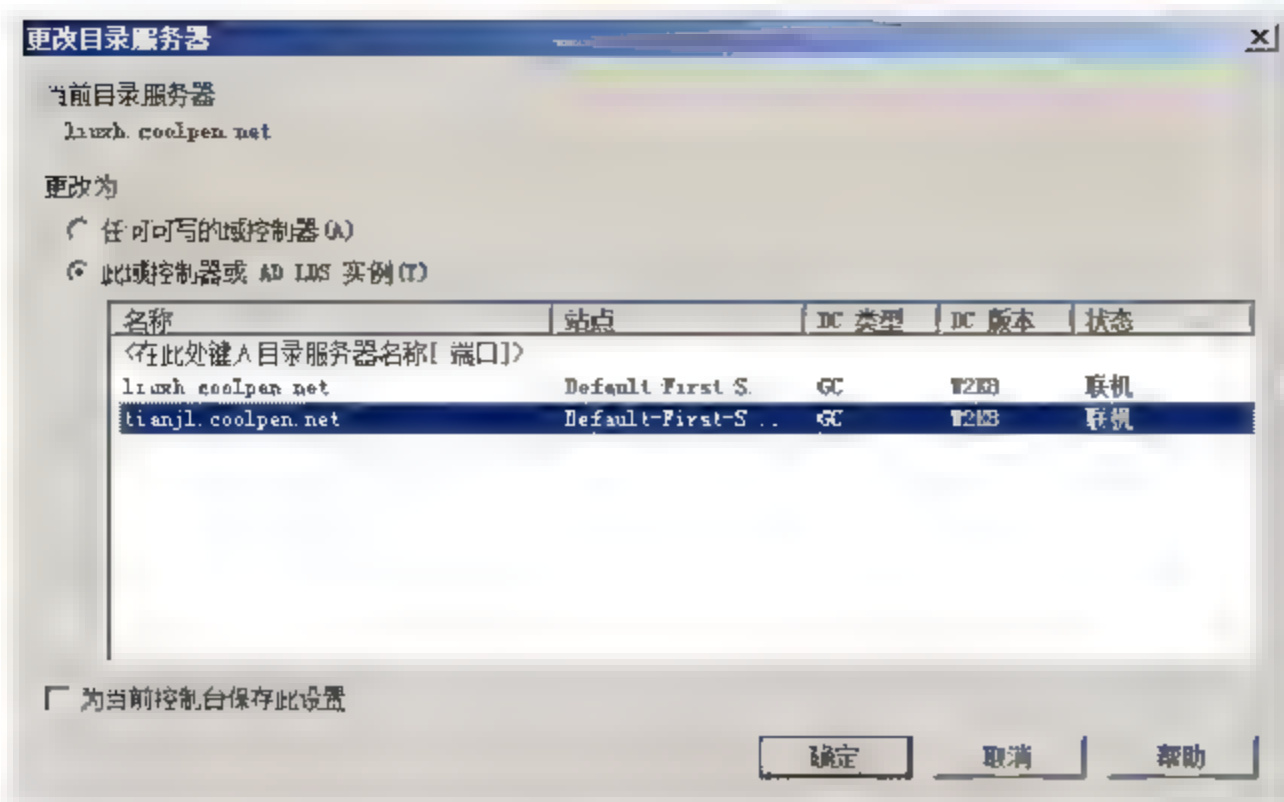 更改目录服务器
当前目录服务器
liuxh.coolpen.net
更改为
任何可写的域控制器(A)
此域控制器或 AD LDS 实例(T)
名称 站点 DC 类型 DC 版本 状态
<在此处键入目录服务器名称[:端口]>
liuxh.coolpen.net Default-First-S... GC W2K8 联机
tianjl.coolpen.net Default-First-S... GC W2K8 联机
为当前控制台保存此设置
确定 取消 帮助